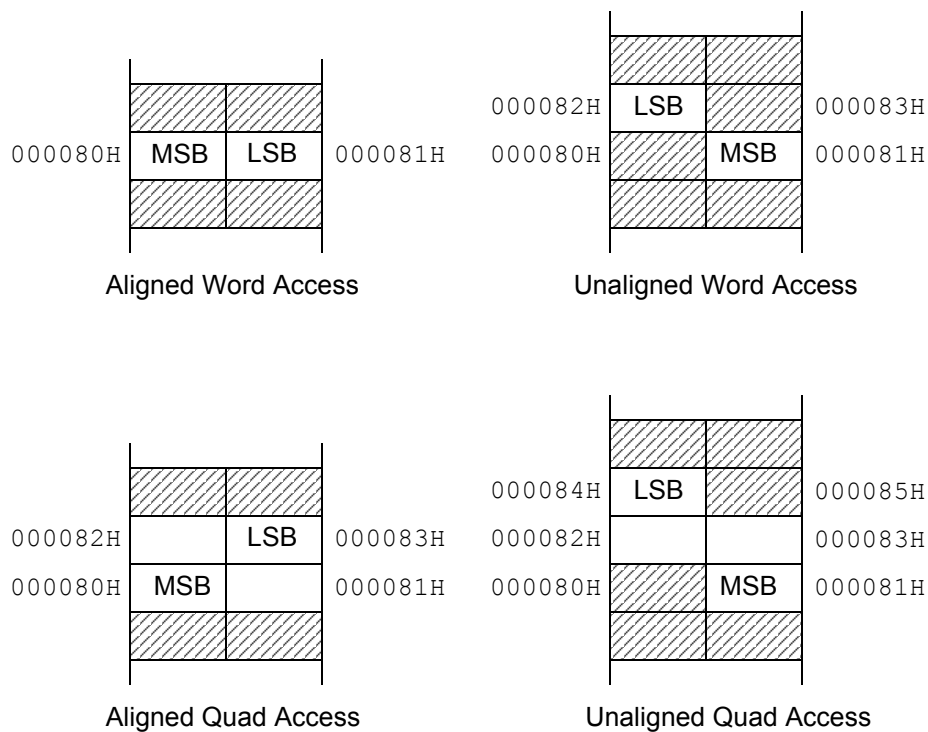 000080H MSB LSB 000081H
Aligned Word Access
000082H LSB 000083H
000080H MSB 000081H
Unaligned Word Access
000082H LSB 000083H
000080H MSB 000081H
Aligned Quad Access
000084H LSB 000085H
000082H 000083H
000080H MSB 000081H
Unaligned Quad Access